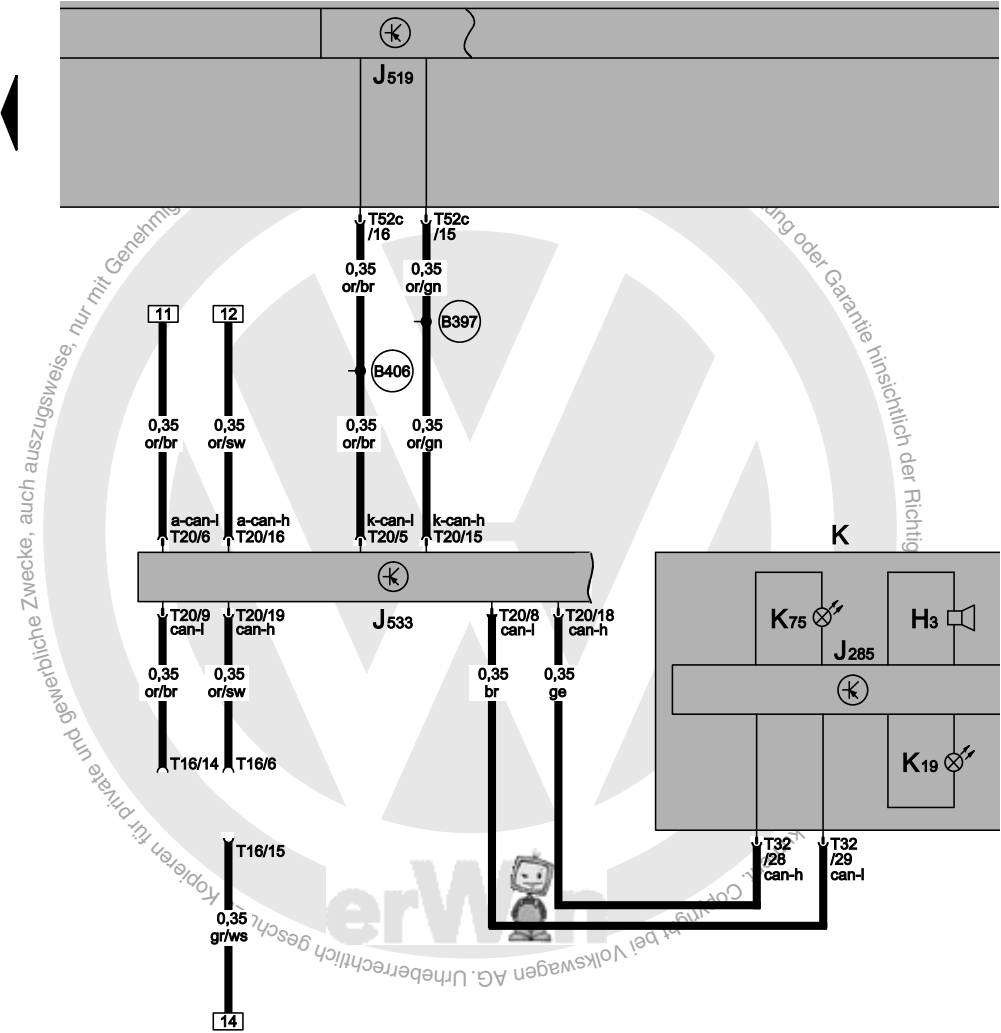 J519
T52c
/16
T52c
/15
0,35
or/br
0,35
or/gn
11
12
B397
B406
0,35
or/br
0,35
or/sw
0,35
or/br
0,35
or/gn
a-can-l
T20/6
a-can-h
T20/16
k-can-l
T20/5
k-can-h
T20/15
K
J533
T20/9
can-l
T20/19
can-h
T20/8
can-l
T20/18
can-h
K75
H3
J285
0,35
or/br
0,35
or/sw
0,35
br
0,35
ge
T16/14
T16/6
K19
T16/15
T32
/28
can-h
T32
/29
can-l
0,35
gr/ws
14
erWin
nur mit Genehmig
Zwecke, auch auszugsweise,
Kopieren für private und gewerbliche
Urheberrechtlich geschü
bei Volkswagen AG.
Copyright
ung oder Garantie hinsichtlich der Richtig